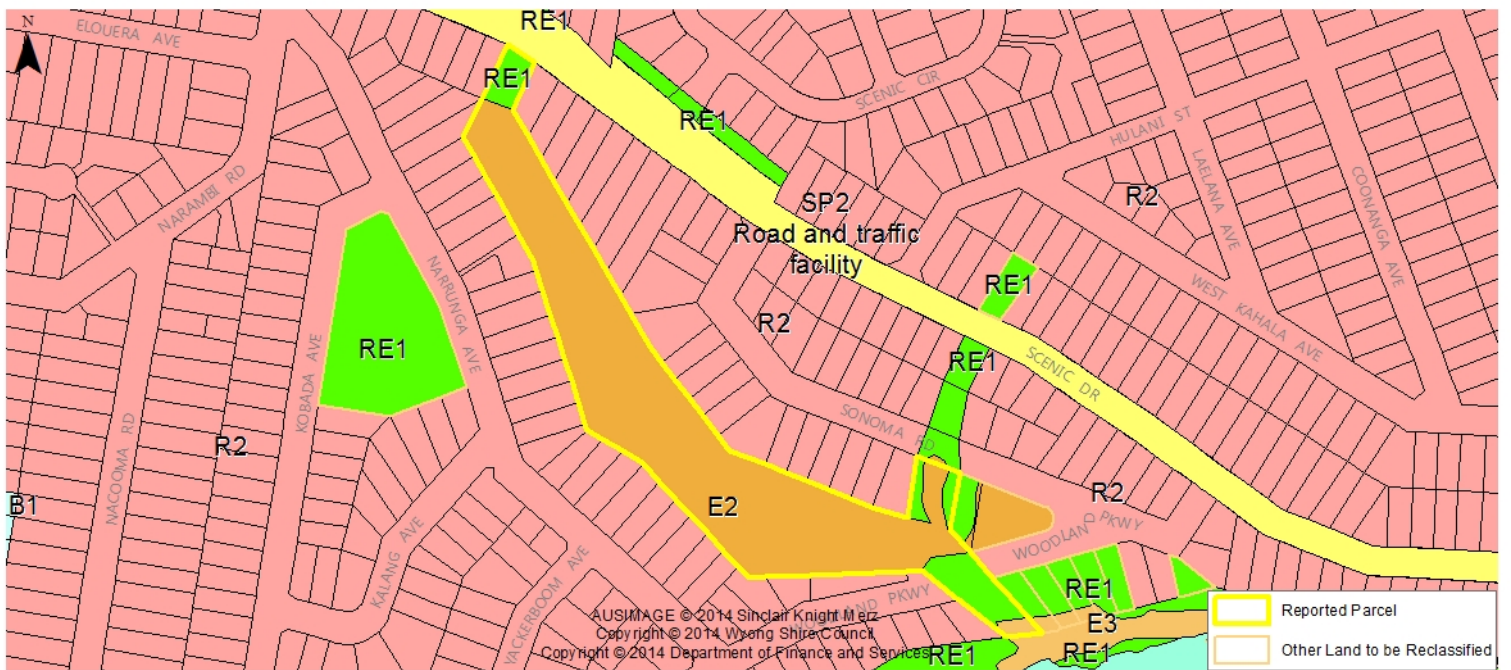 N
ELOUERA AVE
RE1
RE1
SCENIC CIR
RE1
HULANI ST
NARAMBI RD
LAELANA AVE
COONANGA AVE
R2
SP2
Road and traffic
facility
NARRUNGA AVE
RE1
WEST KAHALA AVE
R2
RE1
KOBADA AVE
RE1
SCENIC DR
SONOMA RD
NACOOMA RD
R2
B1
E2
R2
KALANG AVE
YACKERBOOM AVE
WOODLAND PKWY
RE1
WOODLAND PKWY
E3
RE1
RE1
AUSIMAGE © 2014 Sinclair Knight Merz
Copyright © 2014 Wyong Shire Council
Copyright © 2014 Department of Finance and Services
Reported Parcel
Other Land to be Reclassified